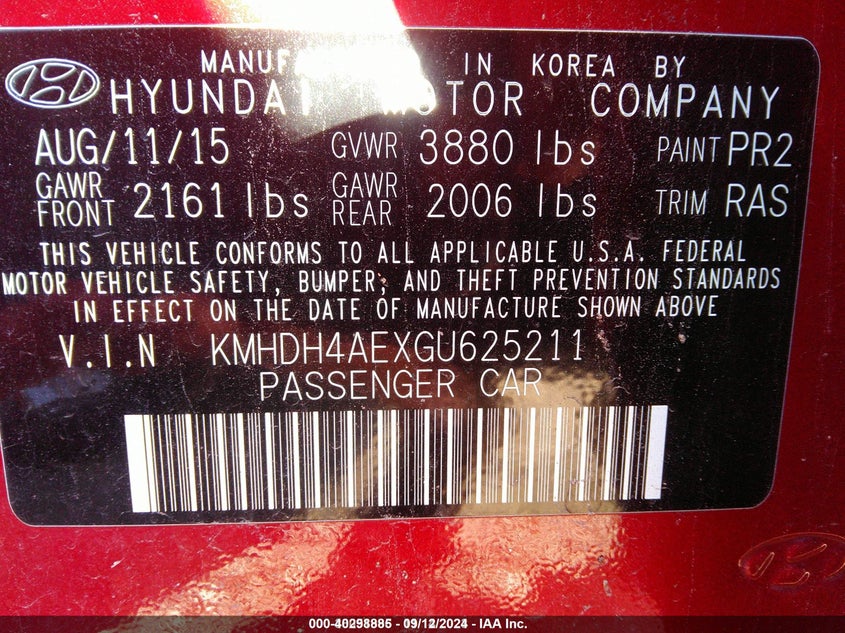 MANUF IN KOREA BY
HYUNDAI MOTOR COMPANY
AUG/11/15 GVWR 3880 lbs PAINT PR2
GAWR FRONT 2161 lbs GAWR REAR 2006 lbs TRIM RAS
THIS VEHICLE CONFORMS TO ALL APPLICABLE U.S.A. FEDERAL
MOTOR VEHICLE SAFETY, BUMPER, AND THEFT PREVENTION STANDARDS
IN EFFECT ON THE DATE OF MANUFACTURE SHOWN ABOVE
V.I.N KMHDH4AEXGU625211
PASSENGER CAR
09/12/2024 - IAA Inc.